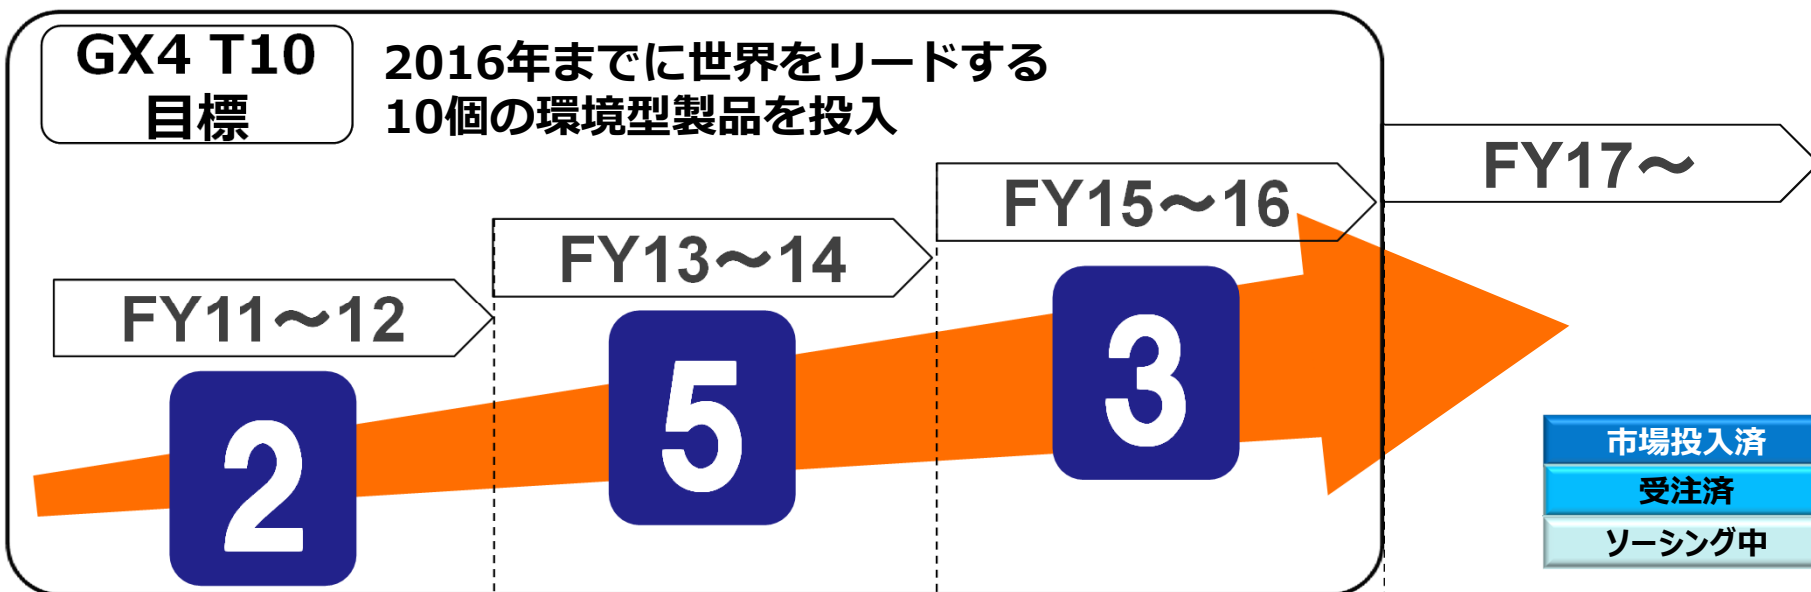 GX4 T10
目標
2016年までに世界をリードする
10個の環境型製品を投入
FY11～12
FY13～14
FY15～16
FY17～
2
5
3
市場投入済
受注済
ソーシング中